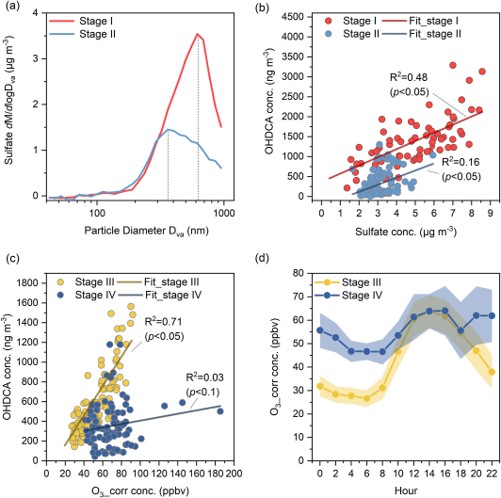 (a)
Stage I
Stage II
Sulfate dM/dlogDva (μg m-3)
4
3
2
1
0
100
1000
Particle Diameter Dva (nm)
(b)
Stage I Fit_stage I
Stage II Fit_stage II
OHDCA conc. (ng m-3)
4500
4000
3500
3000
2500
2000
1500
1000
500
0
R2=0.48
(p<0.05)
R2=0.16
(p<0.05)
0 1 2 3 4 5 6 7 8 9
Sulfate conc. (μg m-3)
(c)
Stage III Fit_stage III
Stage IV Fit_stage IV
OHDCA conc. (ng m-3)
1800
1600
1400
1200
1000
800
600
400
200
0
R2=0.71
(p<0.05)
R2=0.03
(p<0.1)
0 20 40 60 80 100 120 140 160 180 200
O3_corr conc. (ppbv)
(d)
Stage III
Stage IV
O3_corr conc. (ppbv)
80
70
60
50
40
30
20
10
0
0 2 4 6 8 10 12 14 16 18 20 22
Hour